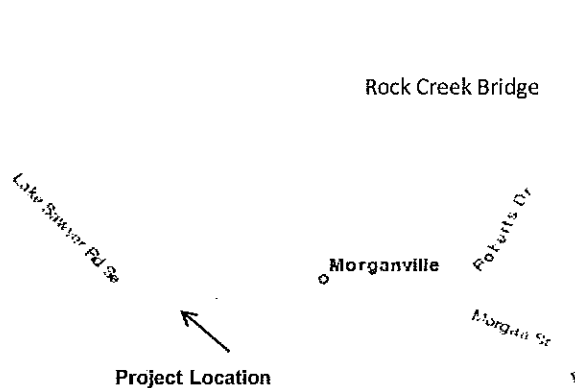 Rock Creek Bridge
Lake Sawyer Rd Se
Roberts Dr
Morganville
Morgan St
Project Location